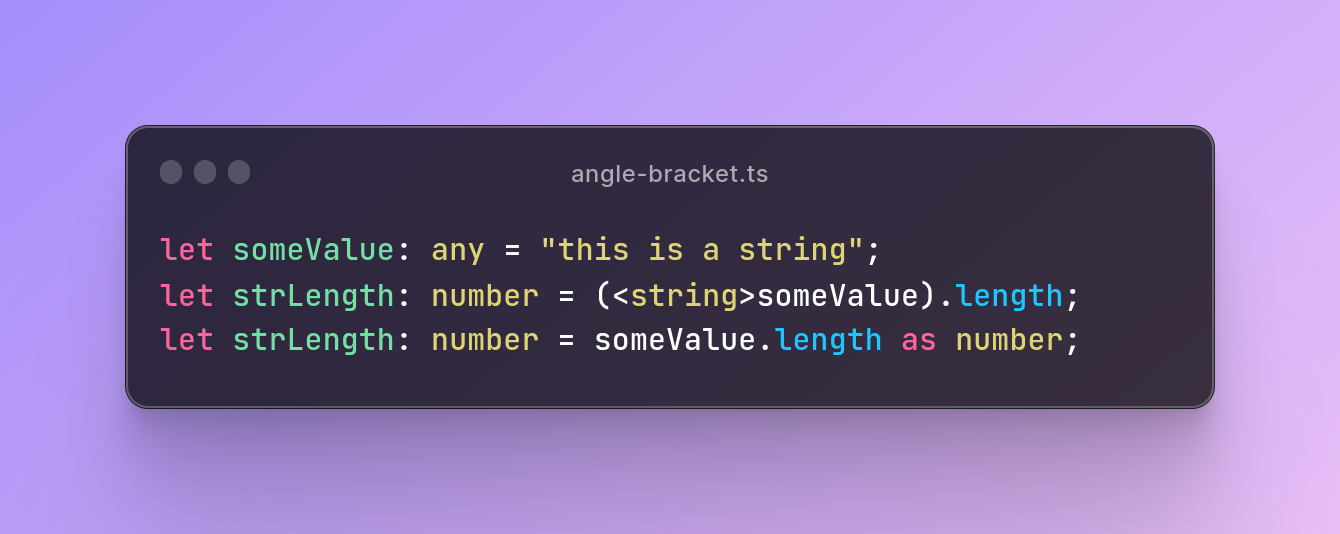 angle-bracket.ts
let someValue: any = "this is a string";
let strLength: number = (<string>someValue).length;
let strLength: number = someValue.length as number;